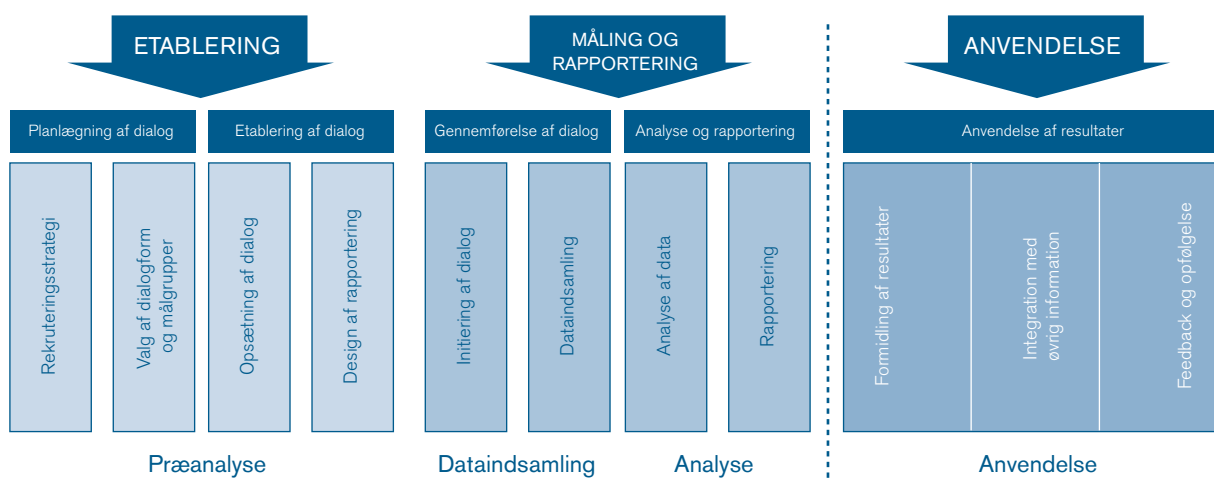 ETABLERING
MÅLING OG
RAPPORTERING
ANVENDELSE
Planlægning af dialog
Etablering af dialog
Gennemførelse af dialog
Analyse og rapportering
Anvendelse af resultater
Rekruteringsstrategi
Valg af dialogform
og målgrupper
Opsætning af dialog
Design af rapportering
Initiering af dialog
Dataindsamling
Analyse af data
Rapportering
Formidling af resultater
Integration med
øvrig information
Feedback og opfølgelse
Præanalyse
Dataindsamling
Analyse
Anvendelse